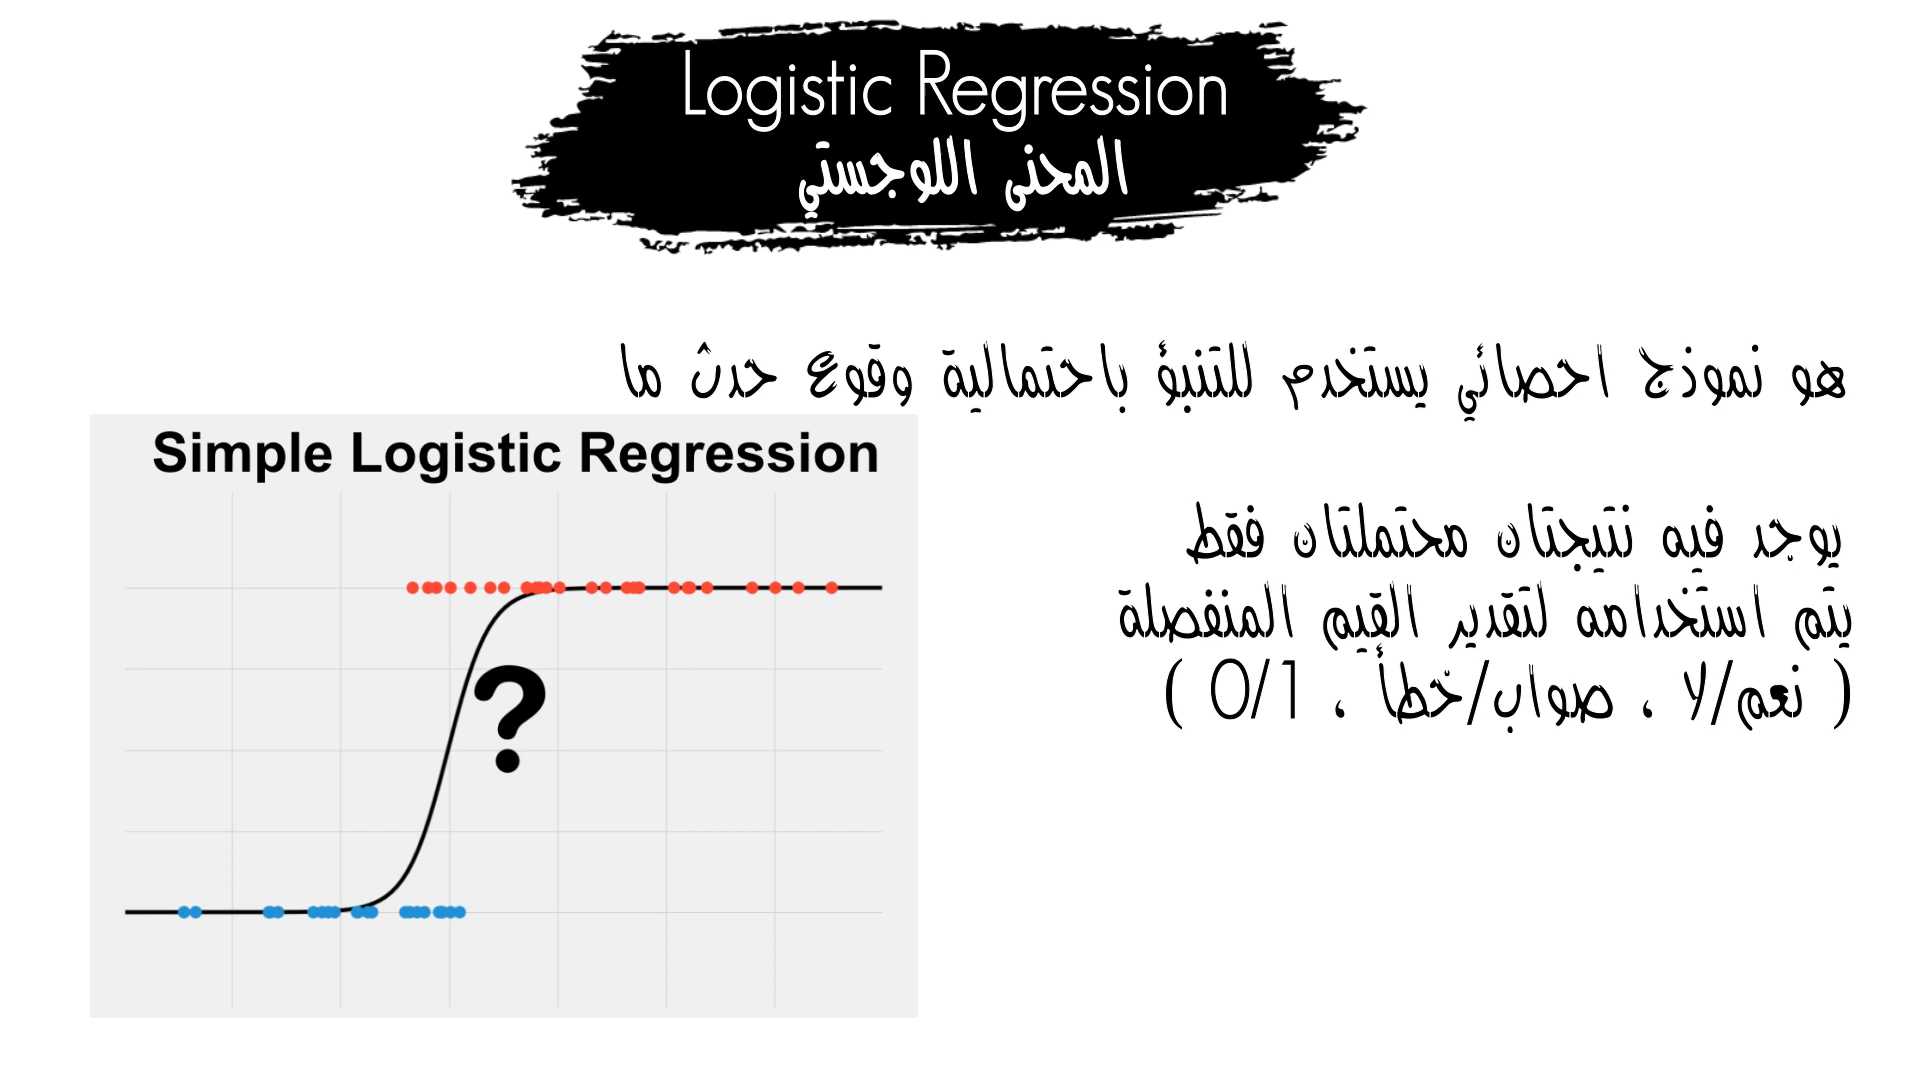 Logistic Regression
المحنى اللوجستي
هو نموذج احصائي يستخدم للتنبؤ باحتمالية وقوع حدث ما
Simple Logistic Regression
?
يوجد فيه نتيجتان محتملتان فقط
يتم استخدامه لتقدير القيم المنفصلة
( نعم/لا ، صواب/خطأ ، 0/1 )